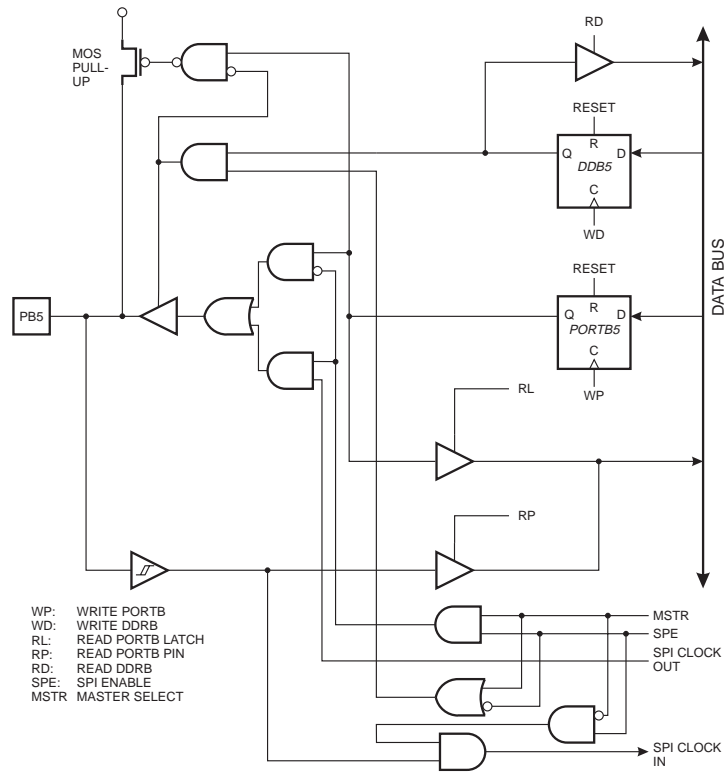 RD
MOS
PULL-
UP
RESET
R
Q
D
DDB5
C
WD
DATA BUS
RESET
R
PB5
Q
D
PORTB5
C
WP
RL
RP
WP: WRITE PORTB
WD: WRITE DDRB
RL: READ PORTB LATCH
RP: READ PORTB PIN
RD: READ DDRB
SPE: SPI ENABLE
MSTR MASTER SELECT
MSTR
SPE
SPI CLOCK
OUT
SPI CLOCK
IN